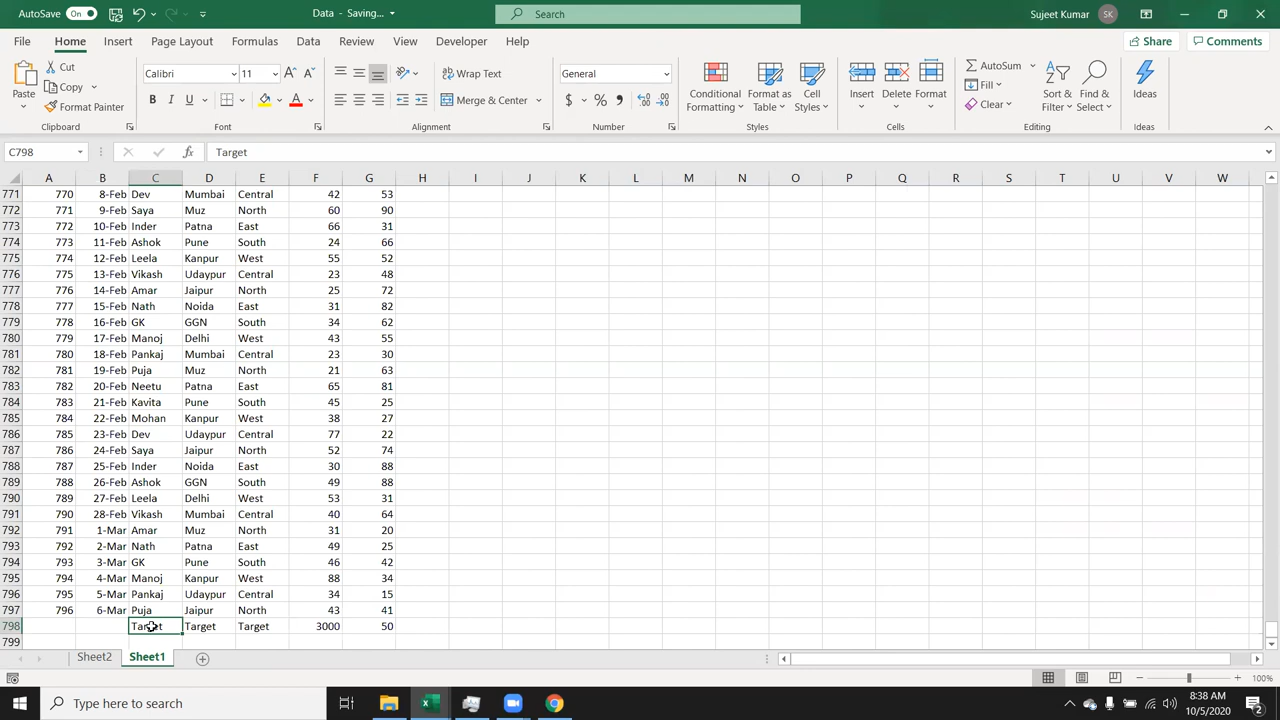 AutoSave On Data - Saving... Search Sujeet Kumar SK
File Home Insert Page Layout Formulas Data Review View Developer Help Share Comments
Paste Cut Copy Format Painter Clipboard
Calibri 11 A A B I U A Font
Wrap Text Merge & Center Alignment
General $ % , Number
Conditional Formatting Format as Table Cell Styles Styles
Insert Delete Format Cells
AutoSum Fill Clear Sort & Filter Find & Select Editing
Ideas Ideas
C798 fx Target
A B C D E F G H I J K L M N O P Q R S T U V W
771 770 8-Feb Dev Mumbai Central 42 53
772 771 9-Feb Saya Muz North 60 90
773 772 10-Feb Inder Patna East 66 31
774 773 11-Feb Ashok Pune South 24 66
775 774 12-Feb Leela Kanpur West 55 52
776 775 13-Feb Vikash Udaypur Central 23 48
777 776 14-Feb Amar Jaipur North 25 72
778 777 15-Feb Nath Noida East 31 82
779 778 16-Feb GK GGN South 34 62
780 779 17-Feb Manoj Delhi West 43 55
781 780 18-Feb Pankaj Mumbai Central 23 30
782 781 19-Feb Puja Muz North 21 63
783 782 20-Feb Neetu Patna East 65 81
784 783 21-Feb Kavita Pune South 45 25
785 784 22-Feb Mohan Kanpur West 38 27
786 785 23-Feb Dev Udaypur Central 77 22
787 786 24-Feb Saya Jaipur North 52 74
788 787 25-Feb Inder Noida East 30 88
789 788 26-Feb Ashok GGN South 49 88
790 789 27-Feb Leela Delhi West 53 31
791 790 28-Feb Vikash Mumbai Central 40 64
792 791 1-Mar Amar Muz North 31 20
793 792 2-Mar Nath Patna East 49 25
794 793 3-Mar GK Pune South 46 42
795 794 4-Mar Manoj Kanpur West 88 34
796 795 5-Mar Pankaj Udaypur Central 34 15
797 796 6-Mar Puja Jaipur North 43 41
798 Target Target Target 3000 50
799
Sheet2 Sheet1
100%
Type here to search 8:38 AM
10/5/2020 2